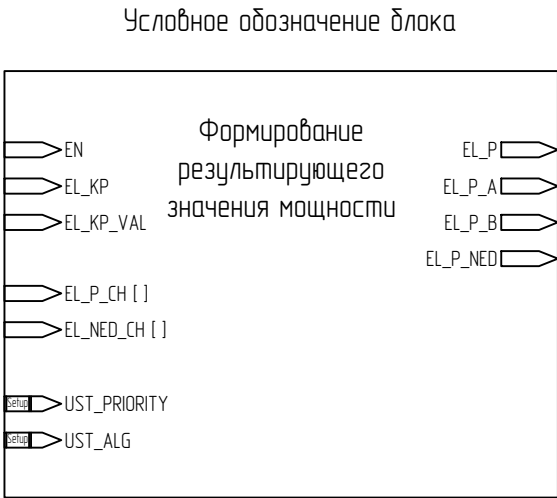 Условное обозначение блока
Формирование
результирующего
значения мощности
EN
EL_KP
EL_KP_VAL
EL_P_CH [ ]
EL_NED_CH [ ]
Setup UST_PRIORITY
Setup UST_ALG
EL_P
EL_P_A
EL_P_B
EL_P_NED